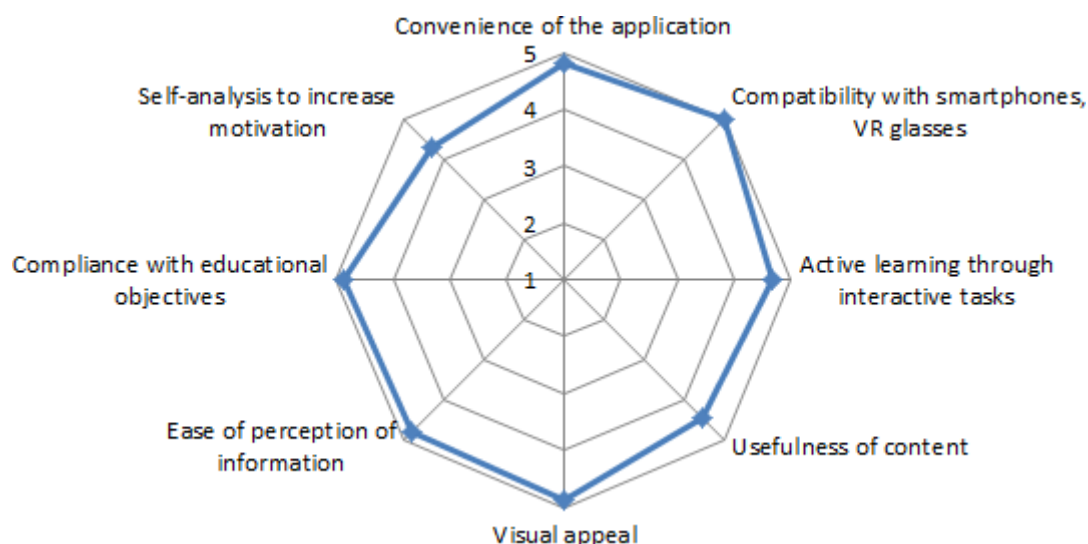 Convenience of the application
5
Self-analysis to increase
motivation
4
Compatibility with smartphones,
VR glasses
3
2
Compliance with educational
objectives
1
Active learning through
interactive tasks
Ease of perception of
information
Usefulness of content
Visual appeal